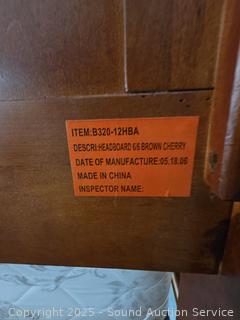 ITEM:B320-12HBA
DESCRI:HEADBOARD 6/6 BROWN CHERRY
DATE OF MANUFACTURE:05.18.06
MADE IN CHINA
INSPECTOR NAME:
Copyright 2025 - Sound Auction Service